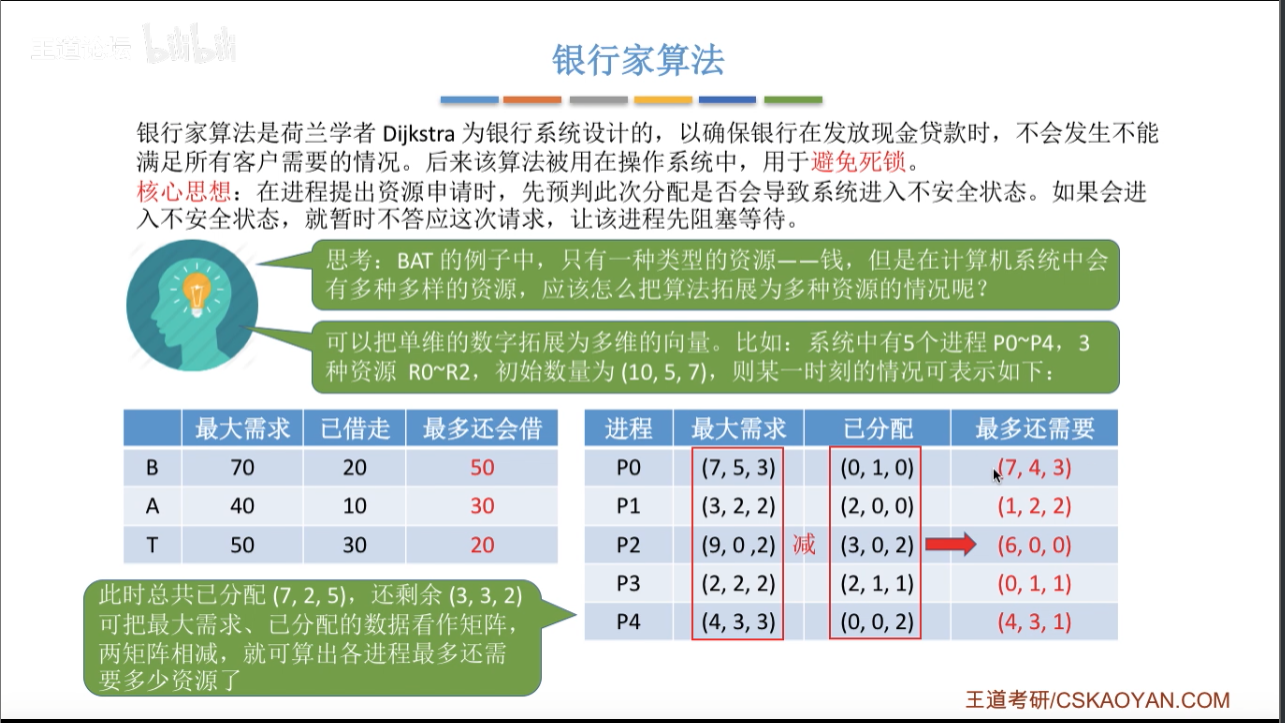 王道论坛 bilibili
银行家算法
银行家算法是荷兰学者 Dijkstra 为银行系统设计的，以确保银行在发放现金贷款时，不会发生不能
满足所有客户需要的情况。后来该算法被用在操作系统中，用于避免死锁。
核心思想：在进程提出资源申请时，先预判此次分配是否会导致系统进入不安全状态。如果会进
入不安全状态，就暂时不答应这次请求，让该进程先阻塞等待。
思考：BAT 的例子中，只有一种类型的资源——钱，但是在计算机系统中会
有多种多样的资源，应该怎么把算法拓展为多种资源的情况呢？
可以把单维的数字拓展为多维的向量。比如：系统中有5个进程 P0~P4，3
种资源 R0~R2，初始数量为 (10, 5, 7)，则某一时刻的情况可表示如下：
最大需求 已借走 最多还会借
B 70 20 50
A 40 10 30
T 50 30 20
进程 最大需求 已分配 最多还需要
P0 (7, 5, 3) (0, 1, 0) (7, 4, 3)
P1 (3, 2, 2) (2, 0, 0) (1, 2, 2)
P2 (9, 0 ,2) 减 (3, 0, 2) (6, 0, 0)
P3 (2, 2, 2) (2, 1, 1) (0, 1, 1)
P4 (4, 3, 3) (0, 0, 2) (4, 3, 1)
此时总共已分配 (7, 2, 5)，还剩余 (3, 3, 2)
可把最大需求、已分配的数据看作矩阵，
两矩阵相减，就可算出各进程最多还需
要多少资源了
王道考研/CSKAOYAN.COM